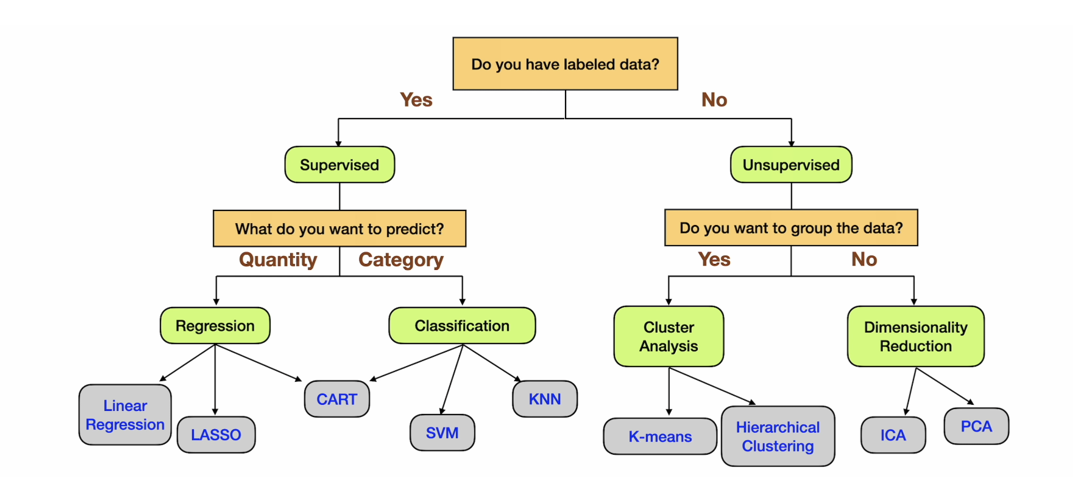 Do you have labeled data?
Yes
No
Supervised
Unsupervised
What do you want to predict?
Do you want to group the data?
Quantity
Category
Yes
No
Regression
Classification
Cluster
Analysis
Dimensionality
Reduction
Linear
Regression
LASSO
CART
SVM
KNN
K-means
Hierarchical
Clustering
ICA
PCA